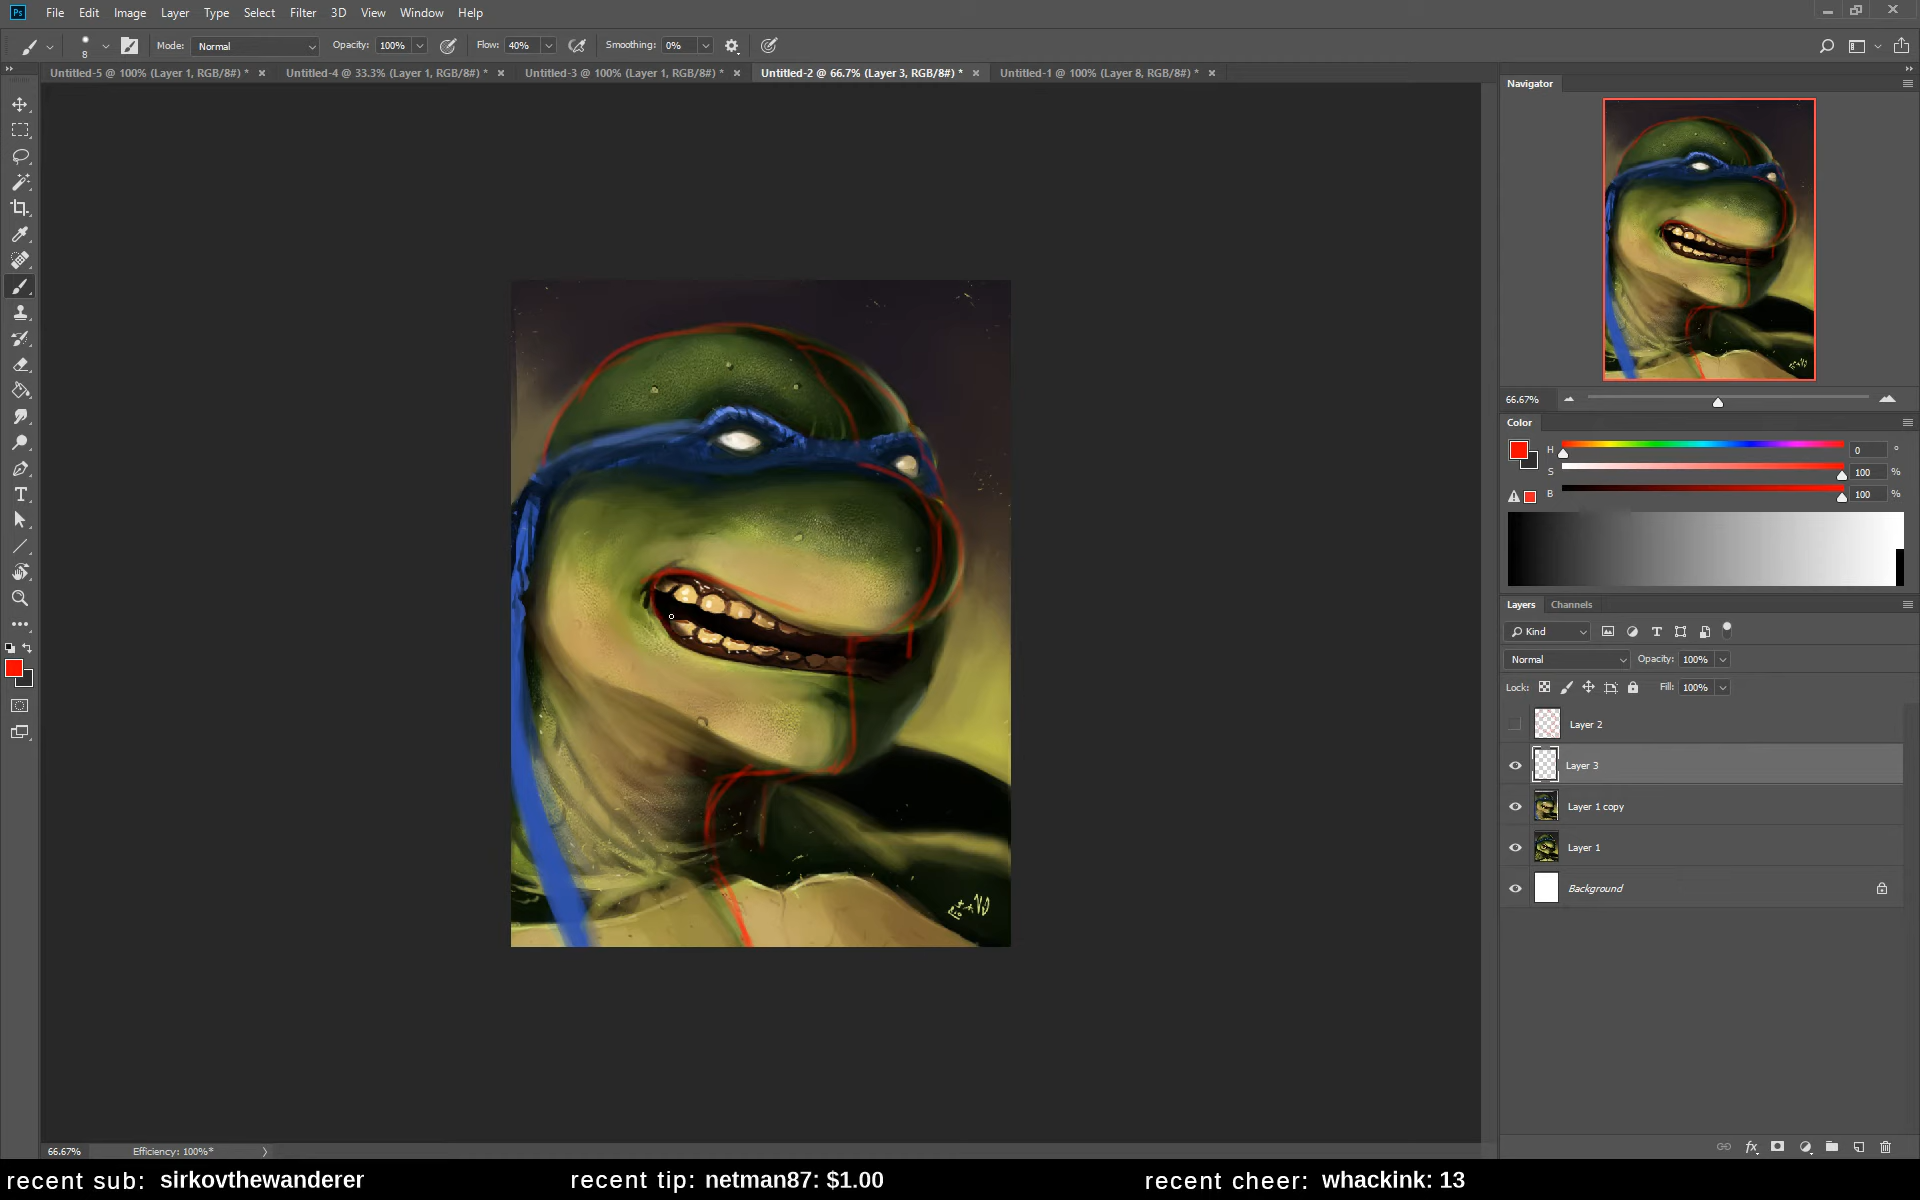 Ps File Edit Image Layer Type Select Filter 3D View Window Help
8 Mode: Normal Opacity: 100% Flow: 40% Smoothing: 0%
Untitled-5 @ 100% (Layer 1, RGB/8#) * Untitled-4 @ 33.3% (Layer 1, RGB/8#) * Untitled-3 @ 100% (Layer 1, RGB/8#) * Untitled-2 @ 66.7% (Layer 3, RGB/8#) * Untitled-1 @ 100% (Layer 8, RGB/8#) *
Navigator
66.67%
Color
H 0 °
S 100 %
B 100 %
Layers Channels
Kind
Normal Opacity: 100%
Lock: Fill: 100%
Layer 2
Layer 3
Layer 1 copy
Layer 1
Background
fx
66.67% Efficiency: 100%*
recent sub: sirkovthewanderer recent tip: netman87: $1.00 recent cheer: whackink: 13